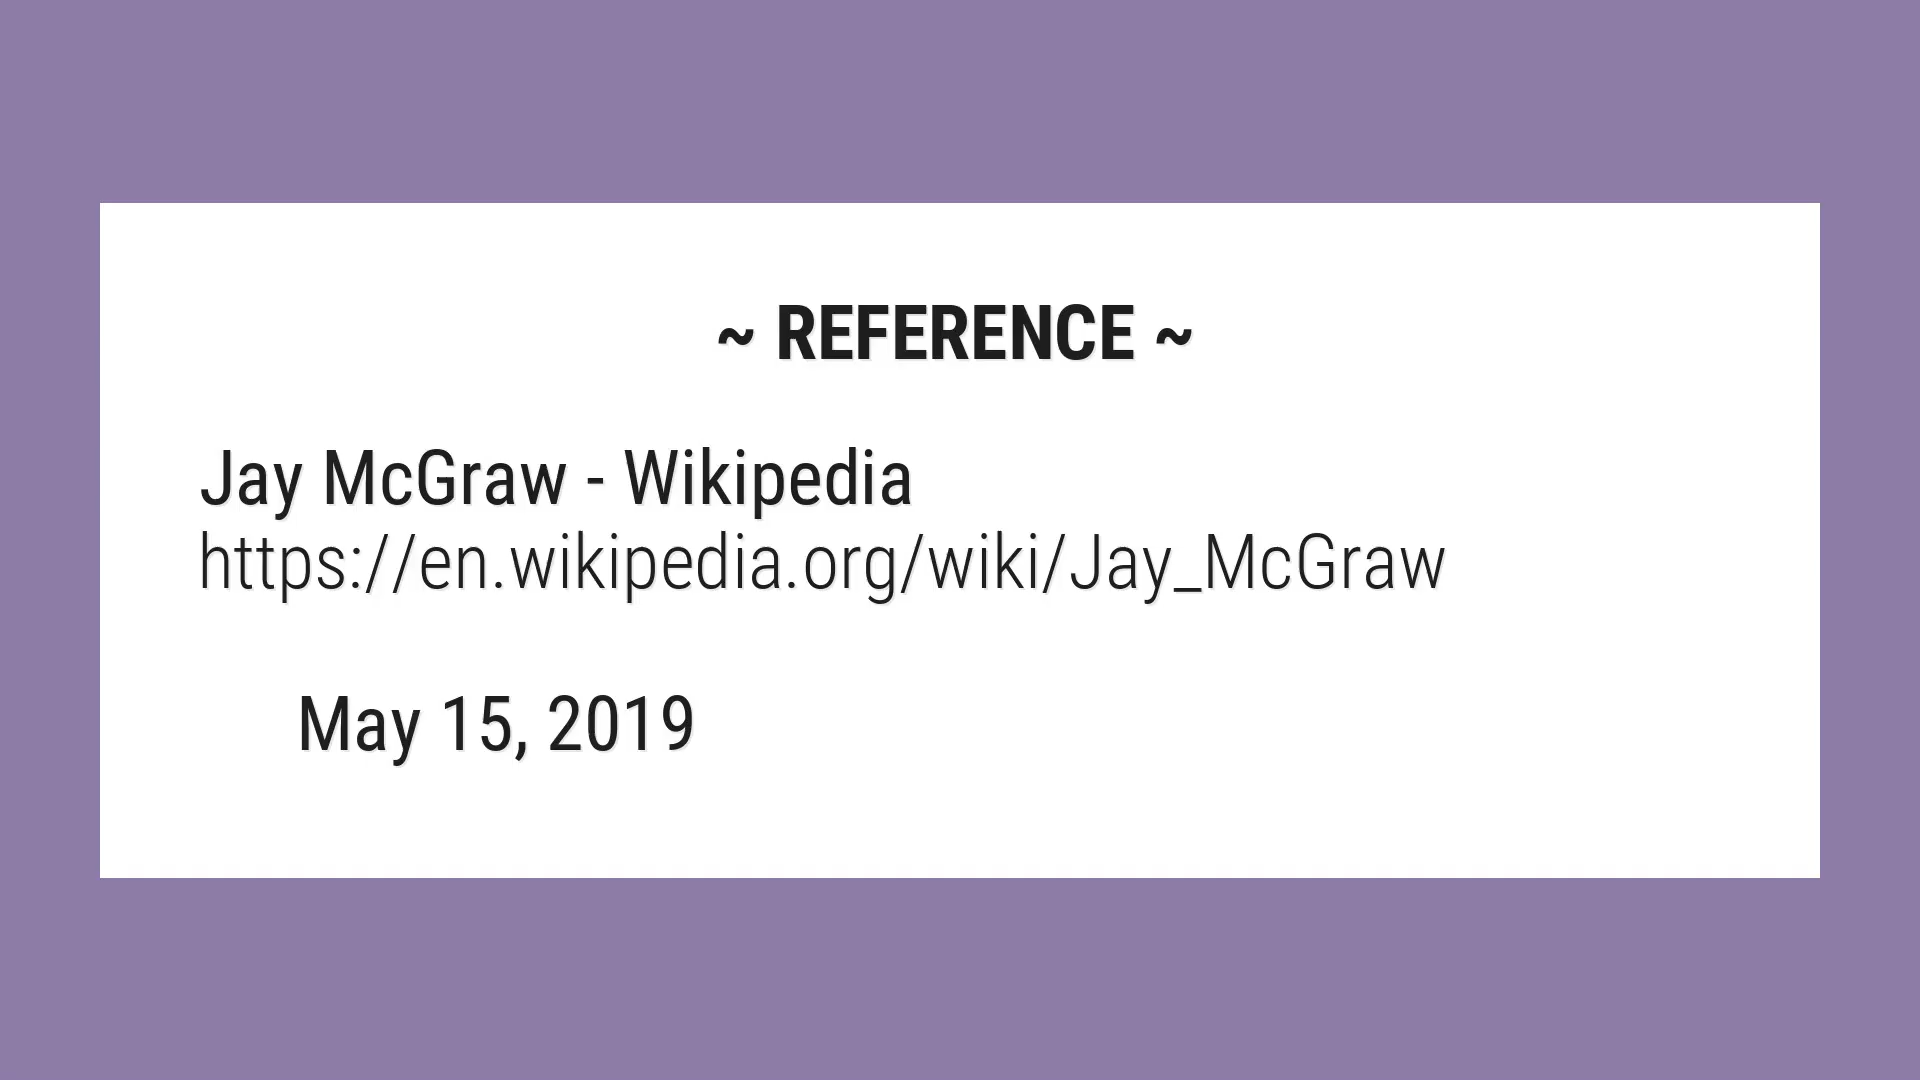 ~ REFERENCE ~
Jay McGraw - Wikipedia
https://en.wikipedia.org/wiki/Jay_McGraw
May 15, 2019